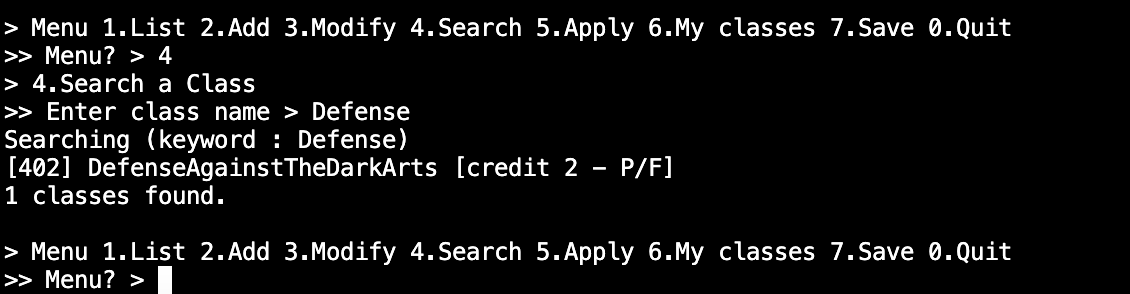 > Menu 1.List 2.Add 3.Modify 4.Search 5.Apply 6.My classes 7.Save 0.Quit
>> Menu? > 4
> 4.Search a Class
>> Enter class name > Defense
Searching (keyword : Defense)
[402] DefenseAgainstTheDarkArts [credit 2 - P/F]
1 classes found.
> Menu 1.List 2.Add 3.Modify 4.Search 5.Apply 6.My classes 7.Save 0.Quit
>> Menu? >